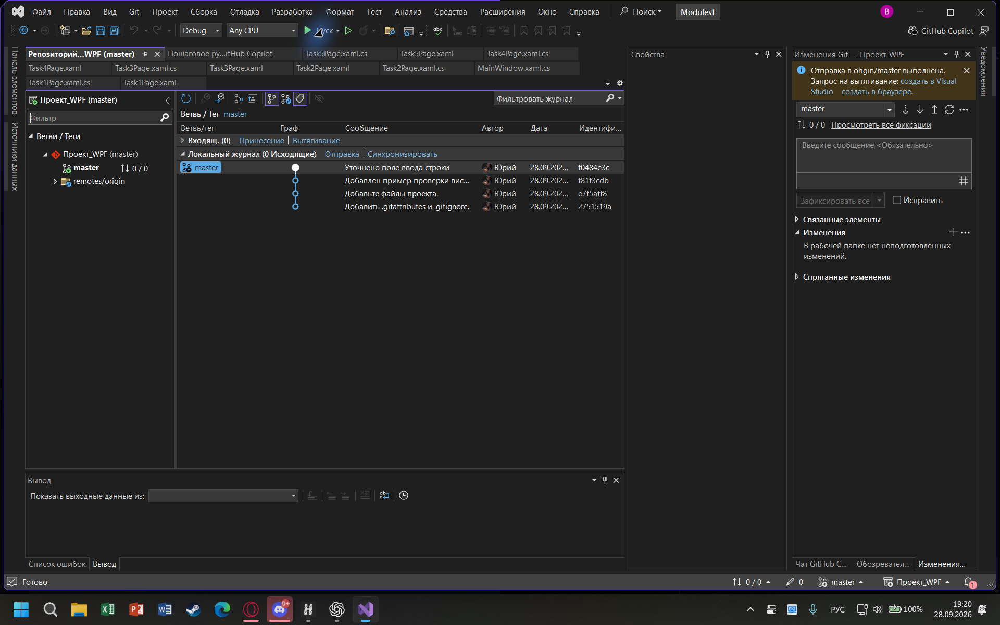 Файл Правка Вид Git Проект Сборка Отладка Разработка Формат Тест Анализ Средства Расширения Окно Справка Поиск Modules1 B
Debug Any CPU GitHub Copilot
Репозиторий...WPF (master) Пошаговое ру...itHub Copilot Task5Page.xaml.cs Task5Page.xaml Task4Page.xaml.cs
Task4Page.xaml Task3Page.xaml.cs Task3Page.xaml Task2Page.xaml Task2Page.xaml.cs MainWindow.xaml.cs
Task1Page.xaml.cs Task1Page.xaml
Панель элементов
Источники данных
Проект_WPF (master)
Фильтр
Ветви / Теги
Проект_WPF (master)
master 0 / 0
remotes/origin
Фильтровать журнал
Ветвь / Тег master
Ветвь/тег Граф Сообщение Автор Дата Идентифи...
Входящ. (0) Принесение Вытягивание
Локальный журнал (0 Исходящие) Отправка Синхронизировать
master Уточнено поле ввода строки Юрий 28.09.202... f0484e3c
Добавлен пример проверки вис... Юрий 28.09.202... f81f3cdb
Добавьте файлы проекта. Юрий 28.09.202... e7f5aff8
Добавить .gitattributes и .gitignore. Юрий 28.09.202... 2751519a
Вывод
Показать выходные данные из:
Список ошибок Вывод
Свойства
Изменения Git — Проект_WPF
Отправка в origin/master выполнена.
Запрос на вытягивание: создать в Visual
Studio создать в браузере.
master
0 / 0 Просмотреть все фиксации
Введите сообщение <Обязательно>
Зафиксировать все Исправить
Связанные элементы
Изменения
В рабочей папке нет неподготовленных
изменений.
Спрятанные изменения
Чат GitHub C... Обозревател... Изменения...
Уведомления
Готово 0 / 0 0 master Проект_WPF 1
9+ РУС 100% 19:20
28.09.2026